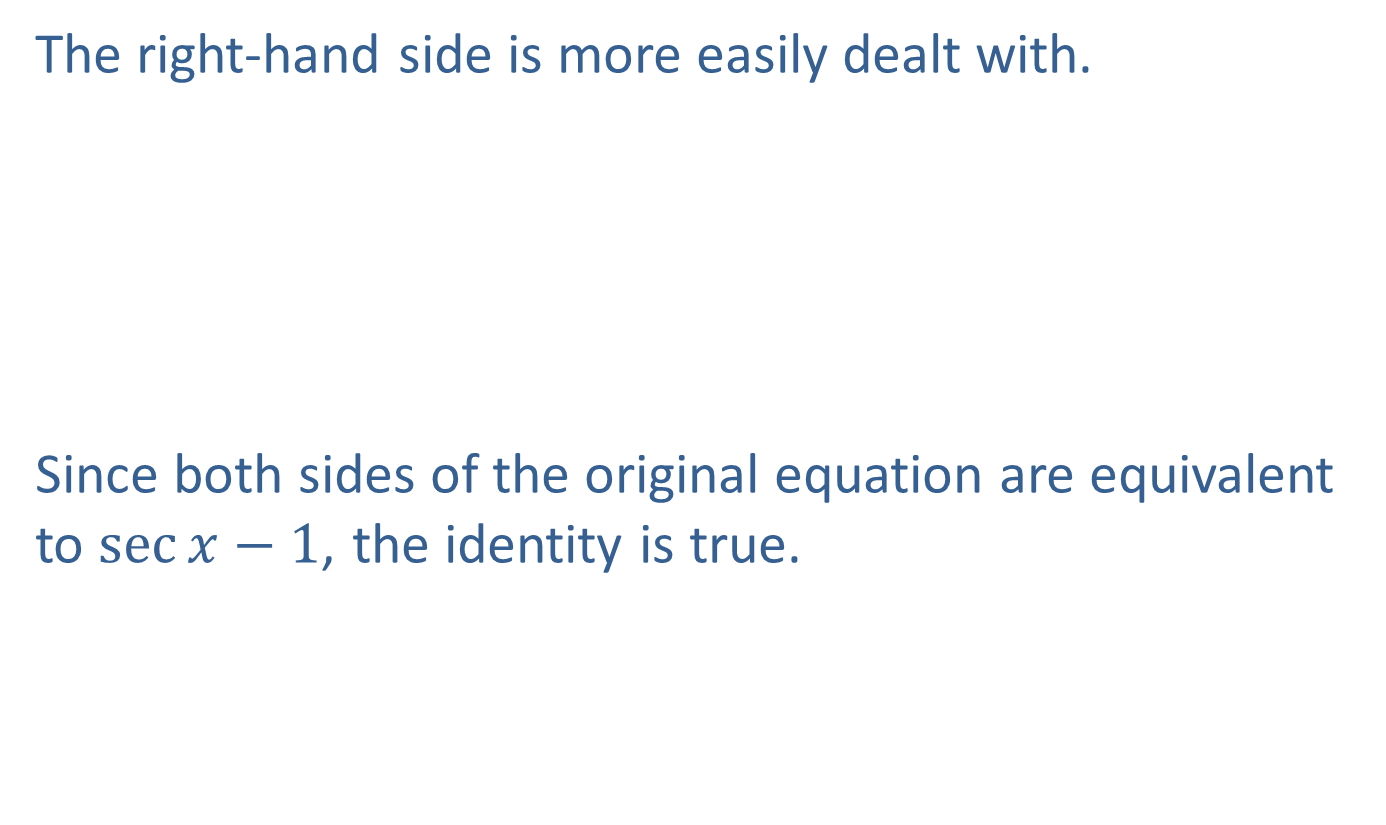 The right-hand side is more easily dealt with.
Since both sides of the original equation are equivalent
to sec x − 1, the identity is true.